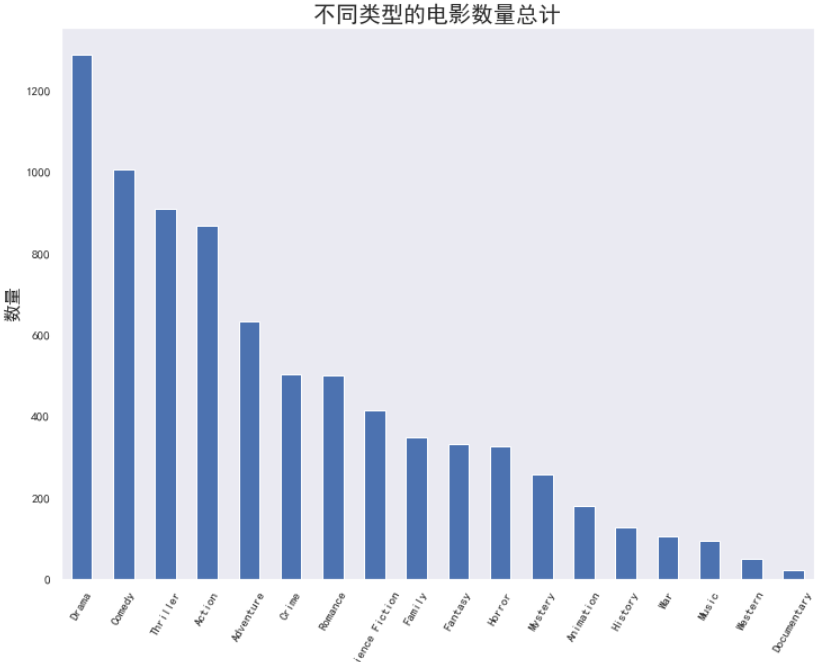 不同类型的电影数量总计
数量
1200
1000
800
600
400
200
0
Drama
Comedy
Thriller
Action
Adventure
Crime
Romance
ience Fiction
Family
Fantasy
Horror
Mystery
Animation
History
War
Music
Western
Documentary